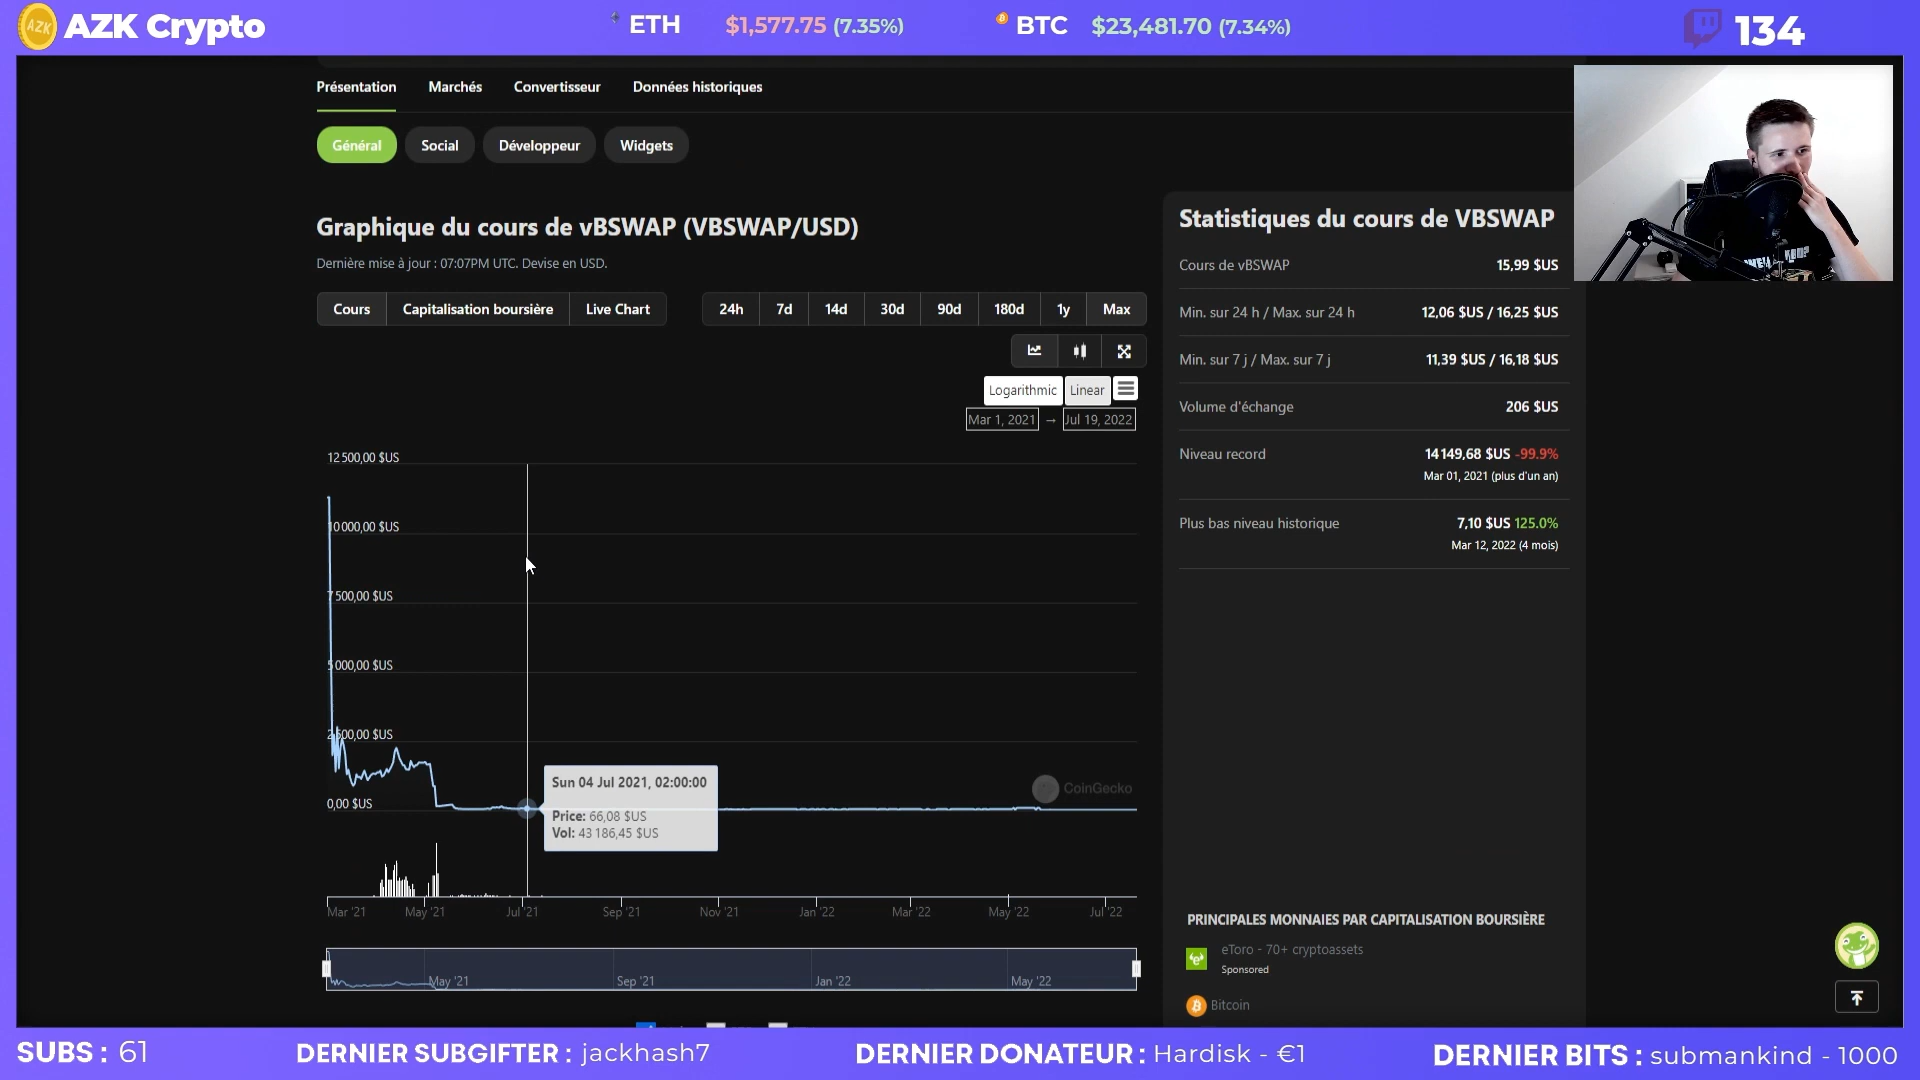 AZK
AZK Crypto
ETH $1,577.75 (7.35%)
BTC $23,481.70 (7.34%)
134
Présentation Marchés Convertisseur Données historiques
Général Social Développeur Widgets
Graphique du cours de vBSWAP (VBSWAP/USD)
Dernière mise à jour : 07:07PM UTC. Devise en USD.
Cours Capitalisation boursière Live Chart
24h 7d 14d 30d 90d 180d 1y Max
Logarithmic Linear
Mar 1, 2021 → Jul 19, 2022
12 500,00 $US
10 000,00 $US
7 500,00 $US
5 000,00 $US
2 500,00 $US
0,00 $US
Sun 04 Jul 2021, 02:00:00
Price: 66,08 $US
Vol: 43 186,45 $US
CoinGecko
Mar '21 May '21 Jul '21 Sep '21 Nov '21 Jan '22 Mar '22 May '22 Jul '22
May '21 Sep '21 Jan '22 May '22
Statistiques du cours de VBSWAP
Cours de vBSWAP 15,99 $US
Min. sur 24 h / Max. sur 24 h 12,06 $US / 16,25 $US
Min. sur 7 j / Max. sur 7 j 11,39 $US / 16,18 $US
Volume d'échange 206 $US
Niveau record 14 149,68 $US -99.9%
Mar 01, 2021 (plus d'un an)
Plus bas niveau historique 7,10 $US 125.0%
Mar 12, 2022 (4 mois)
PRINCIPALES MONNAIES PAR CAPITALISATION BOURSIÈRE
eToro - 70+ cryptoassets
Sponsored
Bitcoin
SUBS : 61
DERNIER SUBGIFTER : jackhash7
DERNIER DONATEUR : Hardisk - €1
DERNIER BITS : submankind - 1000